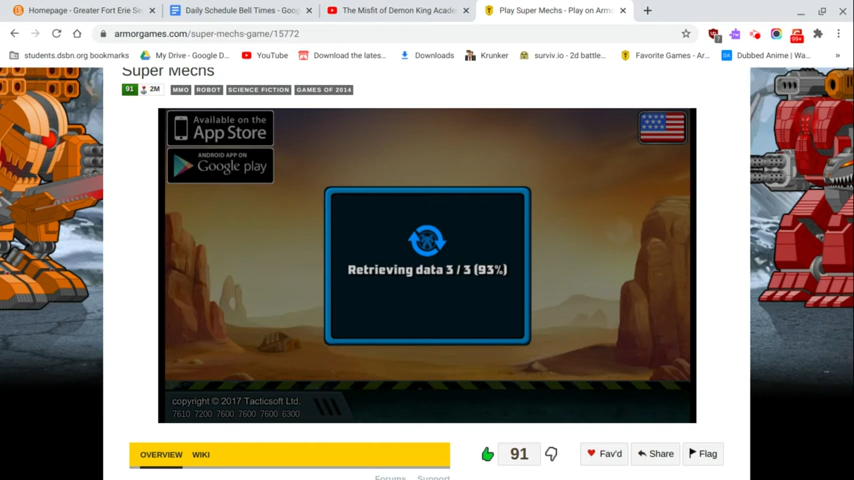 Homepage - Greater Fort Erie Se
Daily Schedule Bell Times - Goog
The Misfit of Demon King Acade
Play Super Mechs - Play on Armo
armorgames.com/super-mechs-game/15772
students.dsbn.org bookmarks
My Drive - Google D...
YouTube
Download the lates...
Downloads
Krunker
surviv.io - 2d battle...
Favorite Games - Ar...
Dubbed Anime | Wa...
»
Super Mechs
91 2M MMO ROBOT SCIENCE FICTION GAMES OF 2014
Available on the
App Store
ANDROID APP ON
Google play
Retrieving data 3 / 3 (93%)
copyright © 2017 Tacticsoft Ltd.
7610 7200 7600 7600 7600 6300
OVERVIEW WIKI
91
Fav'd
Share
Flag
Forums Support